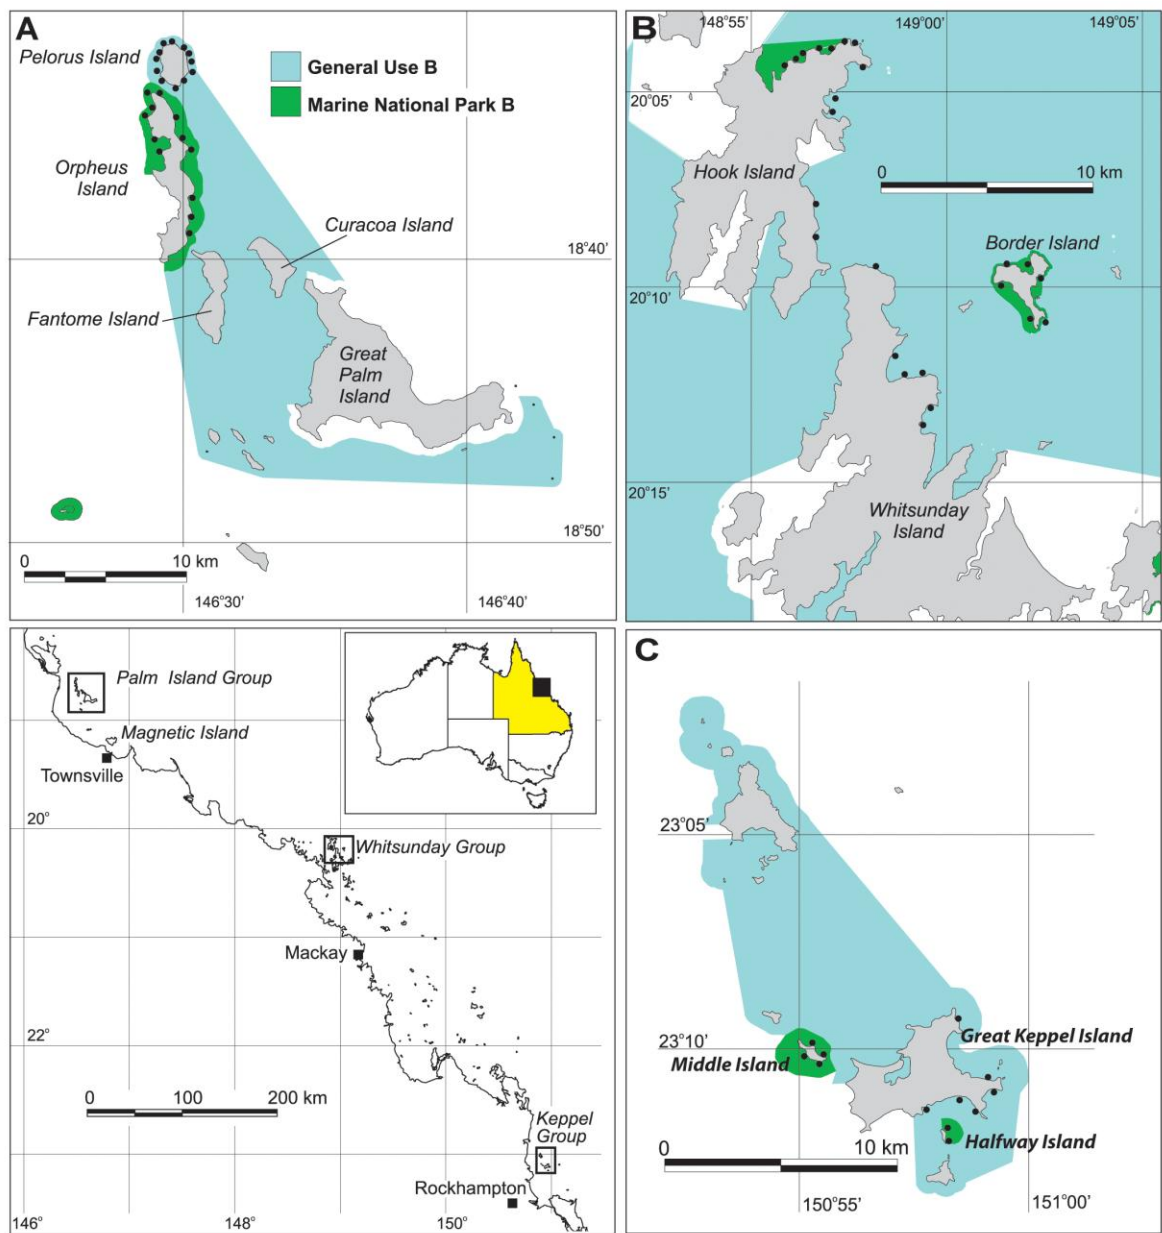 A
Pelorus Island
General Use B
Marine National Park B
Orpheus
Island
Curacoa Island
18°40'
Fantome Island
Great
Palm
Island
18°50'
0
10 km
146°30'
146°40'
B
148°55'
149°00'
149°05'
20°05'
Hook Island
0
10 km
Border Island
20°10'
20°15'
Whitsunday
Island
Palm Island Group
Magnetic Island
Townsville
20°
Whitsunday Group
Mackay
22°
0
100
200 km
Keppel
Group
Rockhampton
146°
148°
150°
C
23°05'
23°10'
Great Keppel Island
Middle Island
Halfway Island
0
10 km
150°55'
151°00'